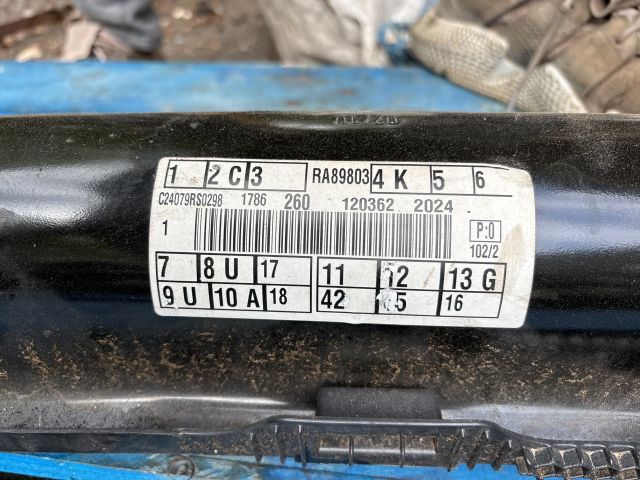 1 2 C 3 RA89803 4 K 5 6
C24079RS0298 1786 260 120362 2024
1 P:0
102/2
7 8 U 17 11 12 13 G
9 U 10 A 18 42 15 16